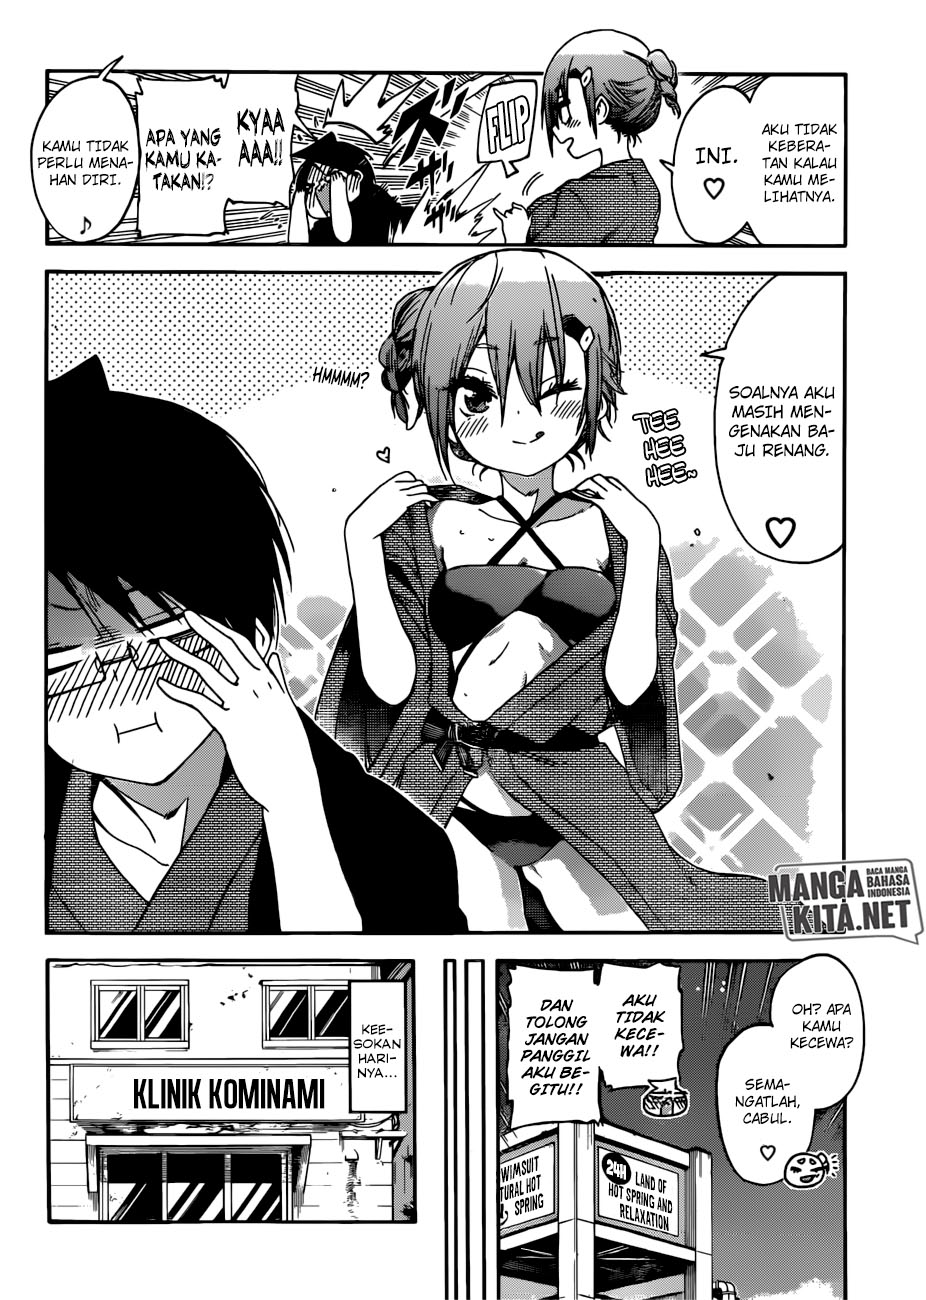 AKU TIDAK
KEBERA-
TAN KALAU
KAMU ME-
LIHATNYA.
INI.
♡
FLIP
KYAA
AAA!!
APA YANG
KAMU KA-
TAKAN!?
KAMU TIDAK
PERLU MENA-
HAN DIRI.
♪
SOALNYA AKU
MASIH MEN-
GENAKAN BA-
JU RENANG.
♡
HMMMM?
TEE
HEE
HEE~
MANGA
KITA.NET
BACA MANGA
BAHASA
INDONESIA
OH? APA
KAMU
KECEWA?
SEMA-
NGATLAH,
CABUL.
♡
AKU
TIDAK
KECE-
WA!!
DAN
TOLONG
JANGAN
PANGGIL
AKU BE-
GITU!!
WIMSUIT
TURAL HOT
SPRING
24H LAND OF
HOT SPRING AND
RELAXATION
KEE-
SOKAN
HARI-
NYA...
KLINIK KOMINAMI